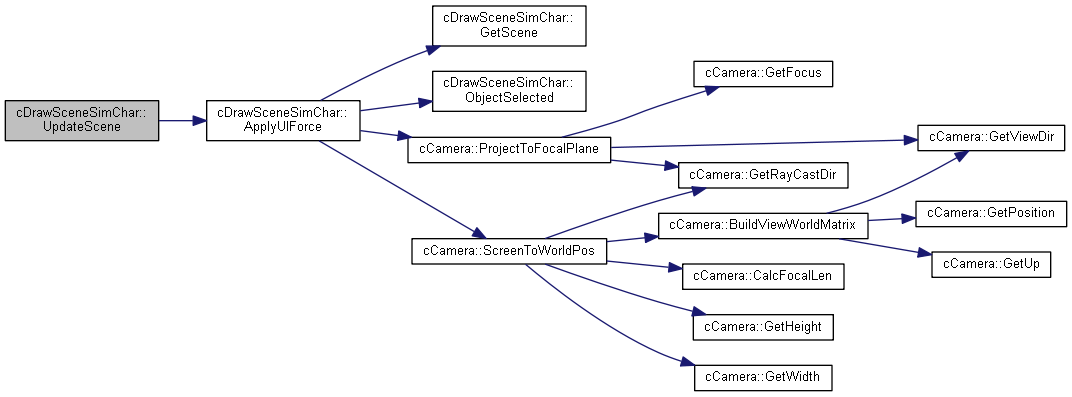 cDrawSceneSimChar::
UpdateScene
cDrawSceneSimChar::
ApplyUIForce
cDrawSceneSimChar::
GetScene
cDrawSceneSimChar::
ObjectSelected
cCamera::ProjectToFocalPlane
cCamera::ScreenToWorldPos
cCamera::GetFocus
cCamera::GetRayCastDir
cCamera::BuildViewWorldMatrix
cCamera::CalcFocalLen
cCamera::GetHeight
cCamera::GetWidth
cCamera::GetViewDir
cCamera::GetPosition
cCamera::GetUp